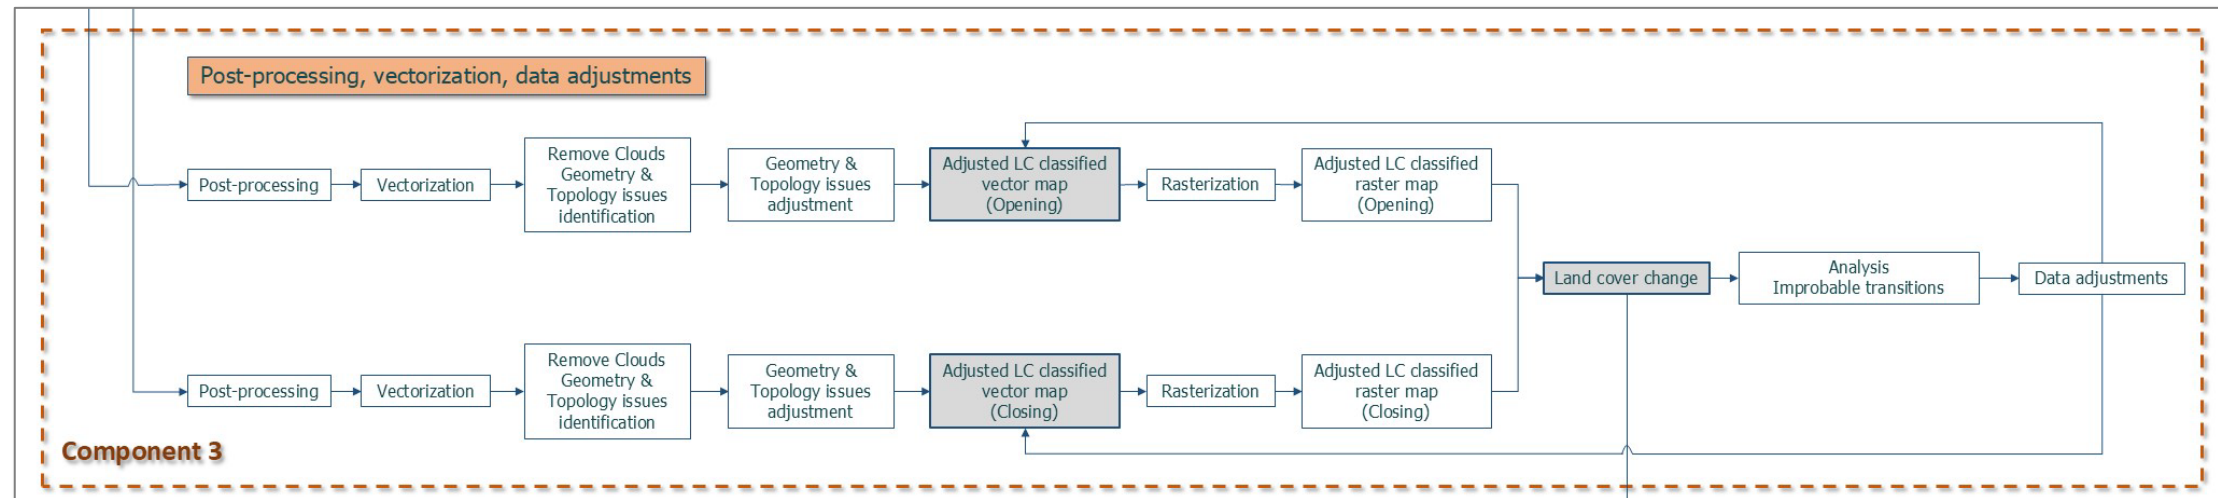 Post-processing, vectorization, data adjustments
Post-processing
Vectorization
Remove Clouds
Geometry &
Topology issues
identification
Geometry &
Topology issues
adjustment
Adjusted LC classified
vector map
(Opening)
Rasterization
Adjusted LC classified
raster map
(Opening)
Land cover change
Analysis
Improbable transitions
Data adjustments
Post-processing
Vectorization
Remove Clouds
Geometry &
Topology issues
identification
Geometry &
Topology issues
adjustment
Adjusted LC classified
vector map
(Closing)
Rasterization
Adjusted LC classified
raster map
(Closing)
Component 3